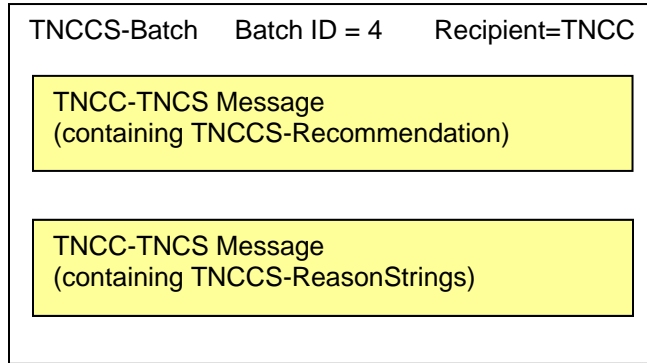 TNCCS-Batch Batch ID = 4 Recipient=TNCC
TNCC-TNCS Message
(containing TNCCS-Recommendation)
TNCC-TNCS Message
(containing TNCCS-ReasonStrings)